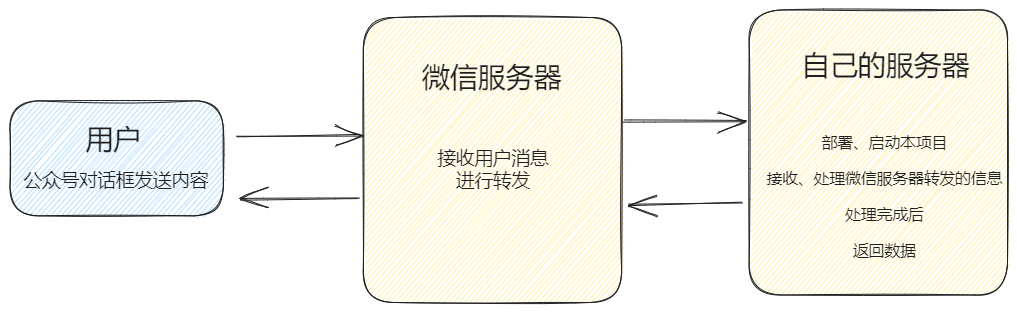 用户
公众号对话框发送内容
微信服务器
接收用户消息
进行转发
自己的服务器
部署、启动本项目
接收、处理微信服务器转发的信息
处理完成后
返回数据